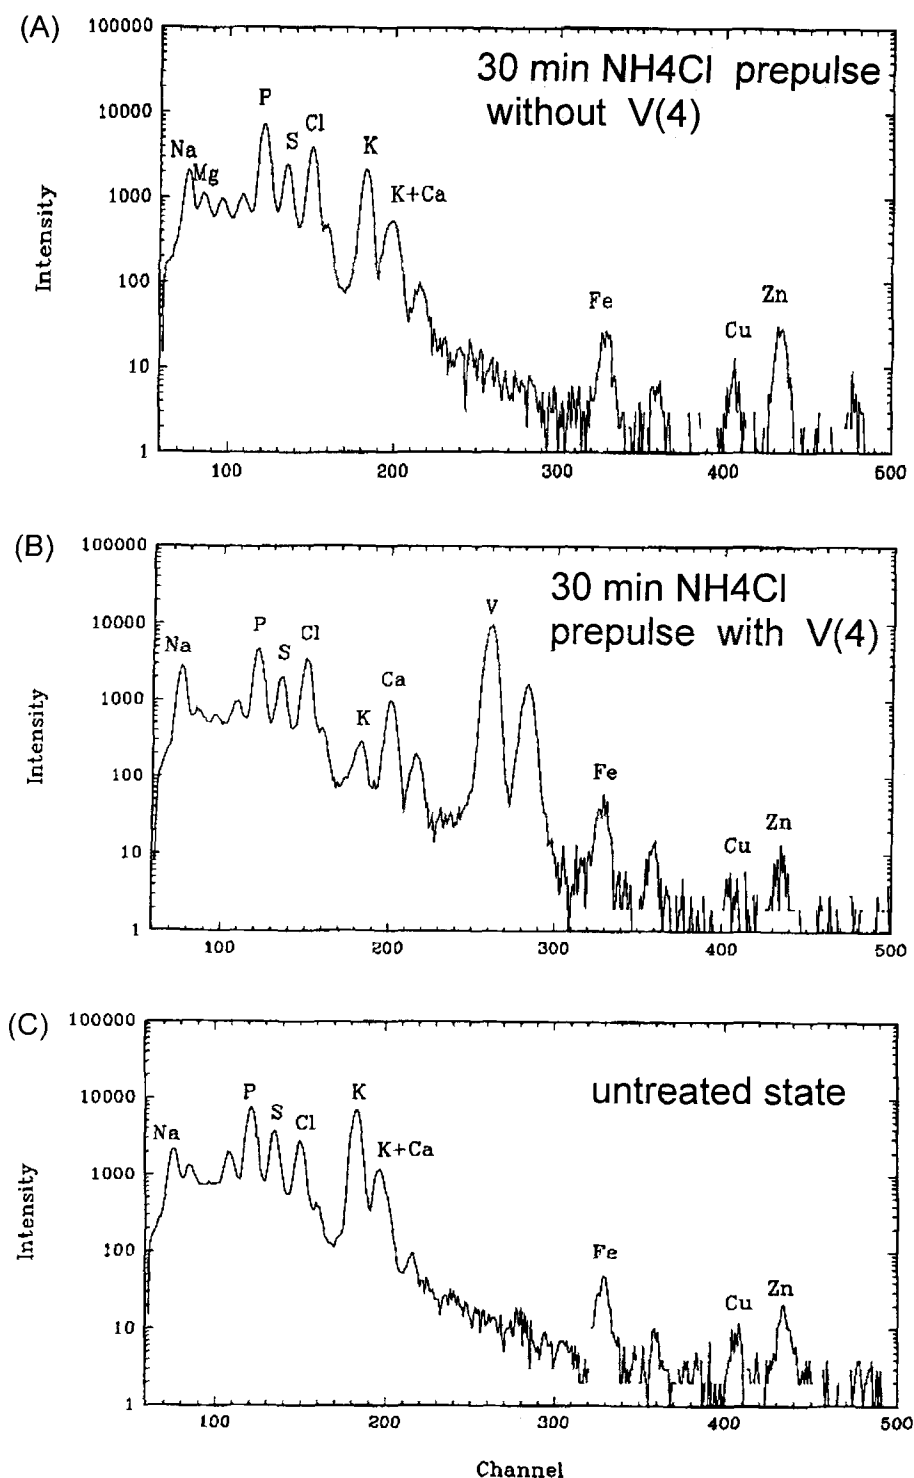 (A)
100000
10000
1000
100
10
1
Intensity
30 min NH4Cl prepulse
without V(4)
Na
Mg
P
S
Cl
K
K+Ca
Fe
Cu
Zn
100 200 300 400 500
(B)
100000
10000
1000
100
10
1
Intensity
30 min NH4Cl
prepulse with V(4)
Na
P
S
Cl
K
Ca
V
Fe
Cu
Zn
100 200 300 400 500
(C)
100000
10000
1000
100
10
1
Intensity
untreated state
Na
P
S
Cl
K
K+Ca
Fe
Cu
Zn
100 200 300 400 500
Channel